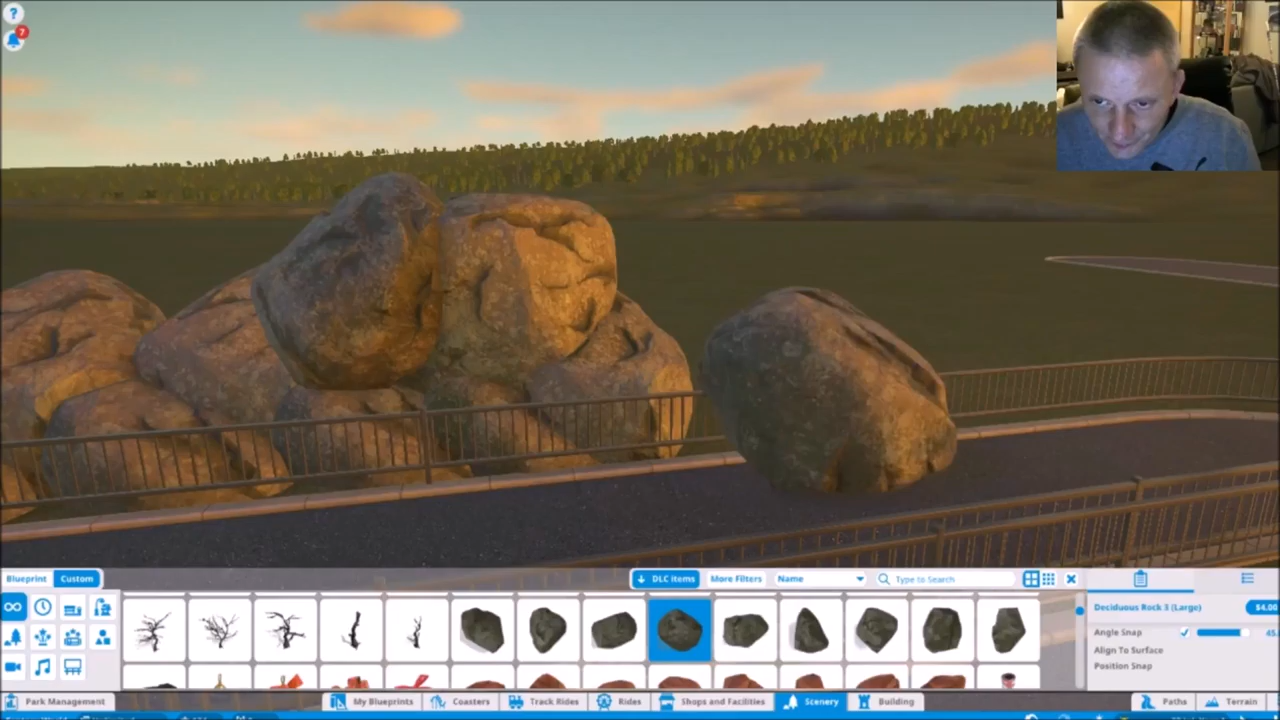 ?
7
Blueprint Custom
DLC items More Filters Name Type to Search
Deciduous Rock 3 (Large) $4.00
Angle Snap 45
Align To Surface
Position Snap
Park Management My Blueprints Coasters Track Rides Rides Shops and Facilities Scenery Building Paths Terrain